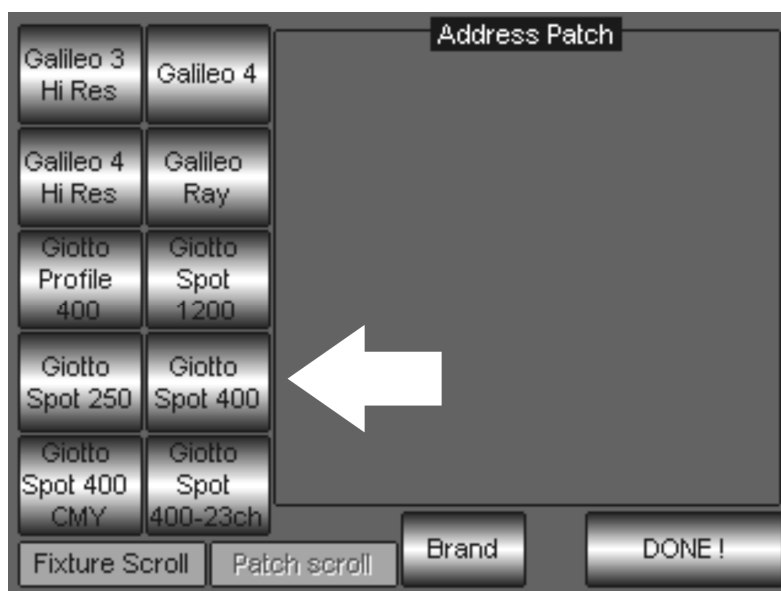 Address Patch
Galileo 3
Hi Res
Galileo 4
Galileo 4
Hi Res
Galileo
Ray
Giotto
Profile
400
Giotto
Spot
1200
Giotto
Spot 250
Giotto
Spot 400
Giotto
Spot 400
CMY
Giotto
Spot
400-23ch
Fixture Scroll
Patch scroll
Brand
DONE !